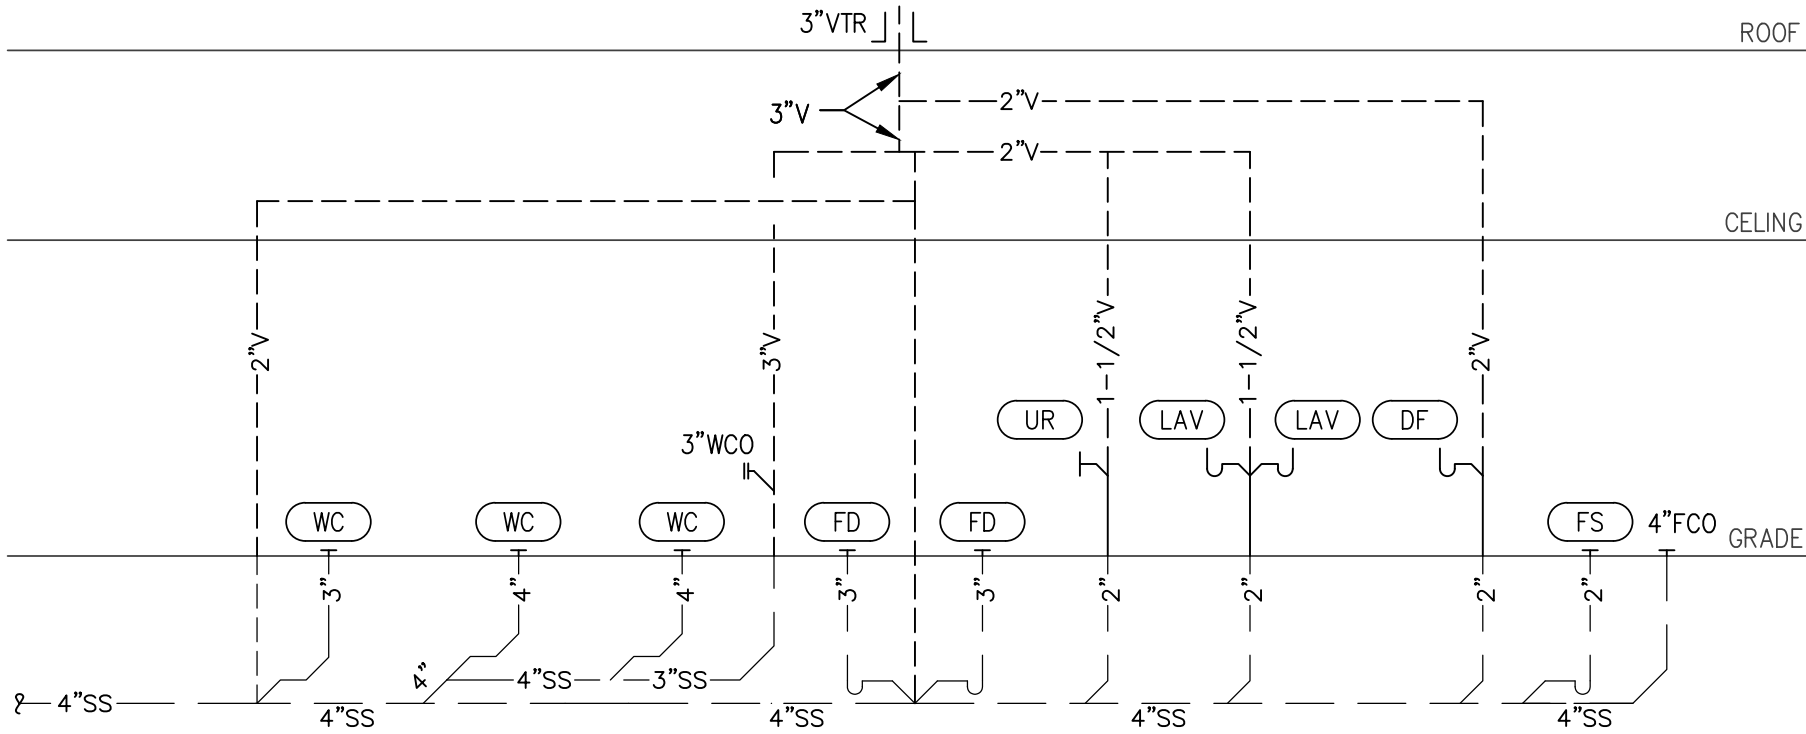 3"VTR
ROOF
3"V
2"V
2"V
CELING
2"V
3"V
1-1/2"V
1-1/2"V
2"V
UR
LAV
LAV
DF
3"WCO
WC
WC
WC
FD
FD
FS
4"FCO
GRADE
3"
4"
4"
3"
3"
2"
2"
2"
2"
4"
4"SS
3"SS
4"SS
4"SS
4"SS
4"SS
4"SS